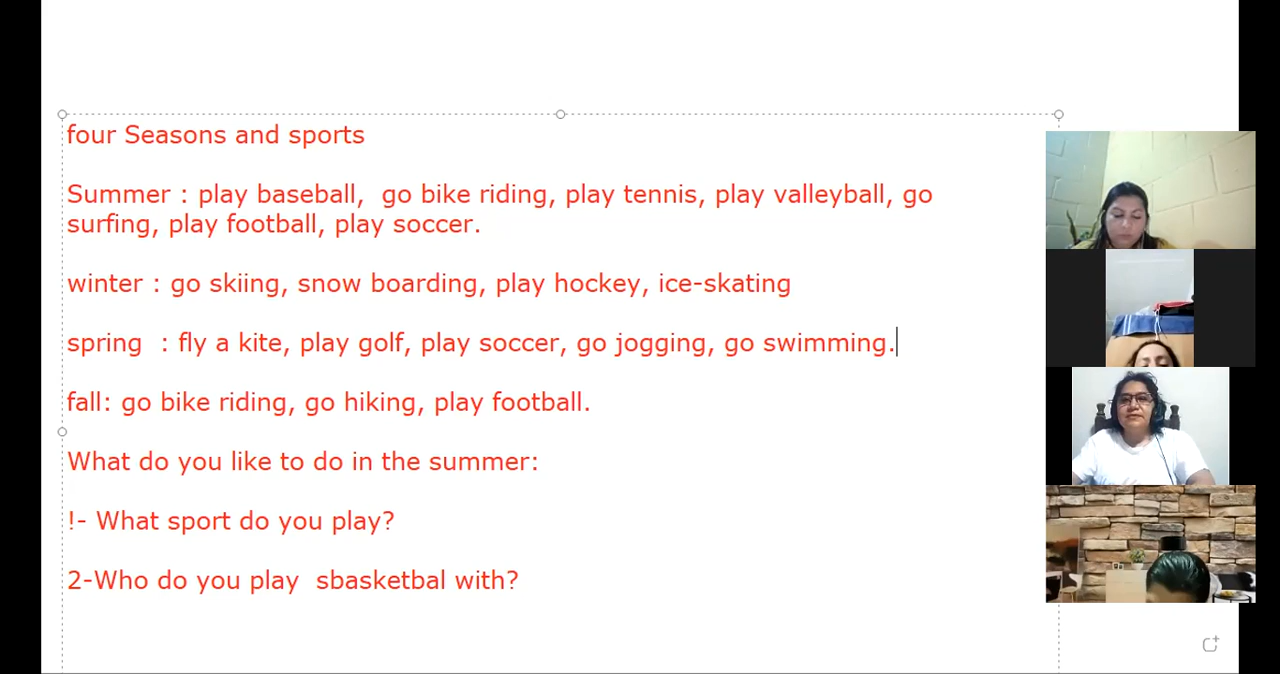 four Seasons and sports
Summer : play baseball,  go bike riding, play tennis, play valleyball, go
surfing, play football, play soccer.
winter : go skiing, snow boarding, play hockey, ice-skating
spring  : fly a kite, play golf, play soccer, go jogging, go swimming.
fall: go bike riding, go hiking, play football.
What do you like to do in the summer:
!- What sport do you play?
2-Who do you play  sbasketbal with?